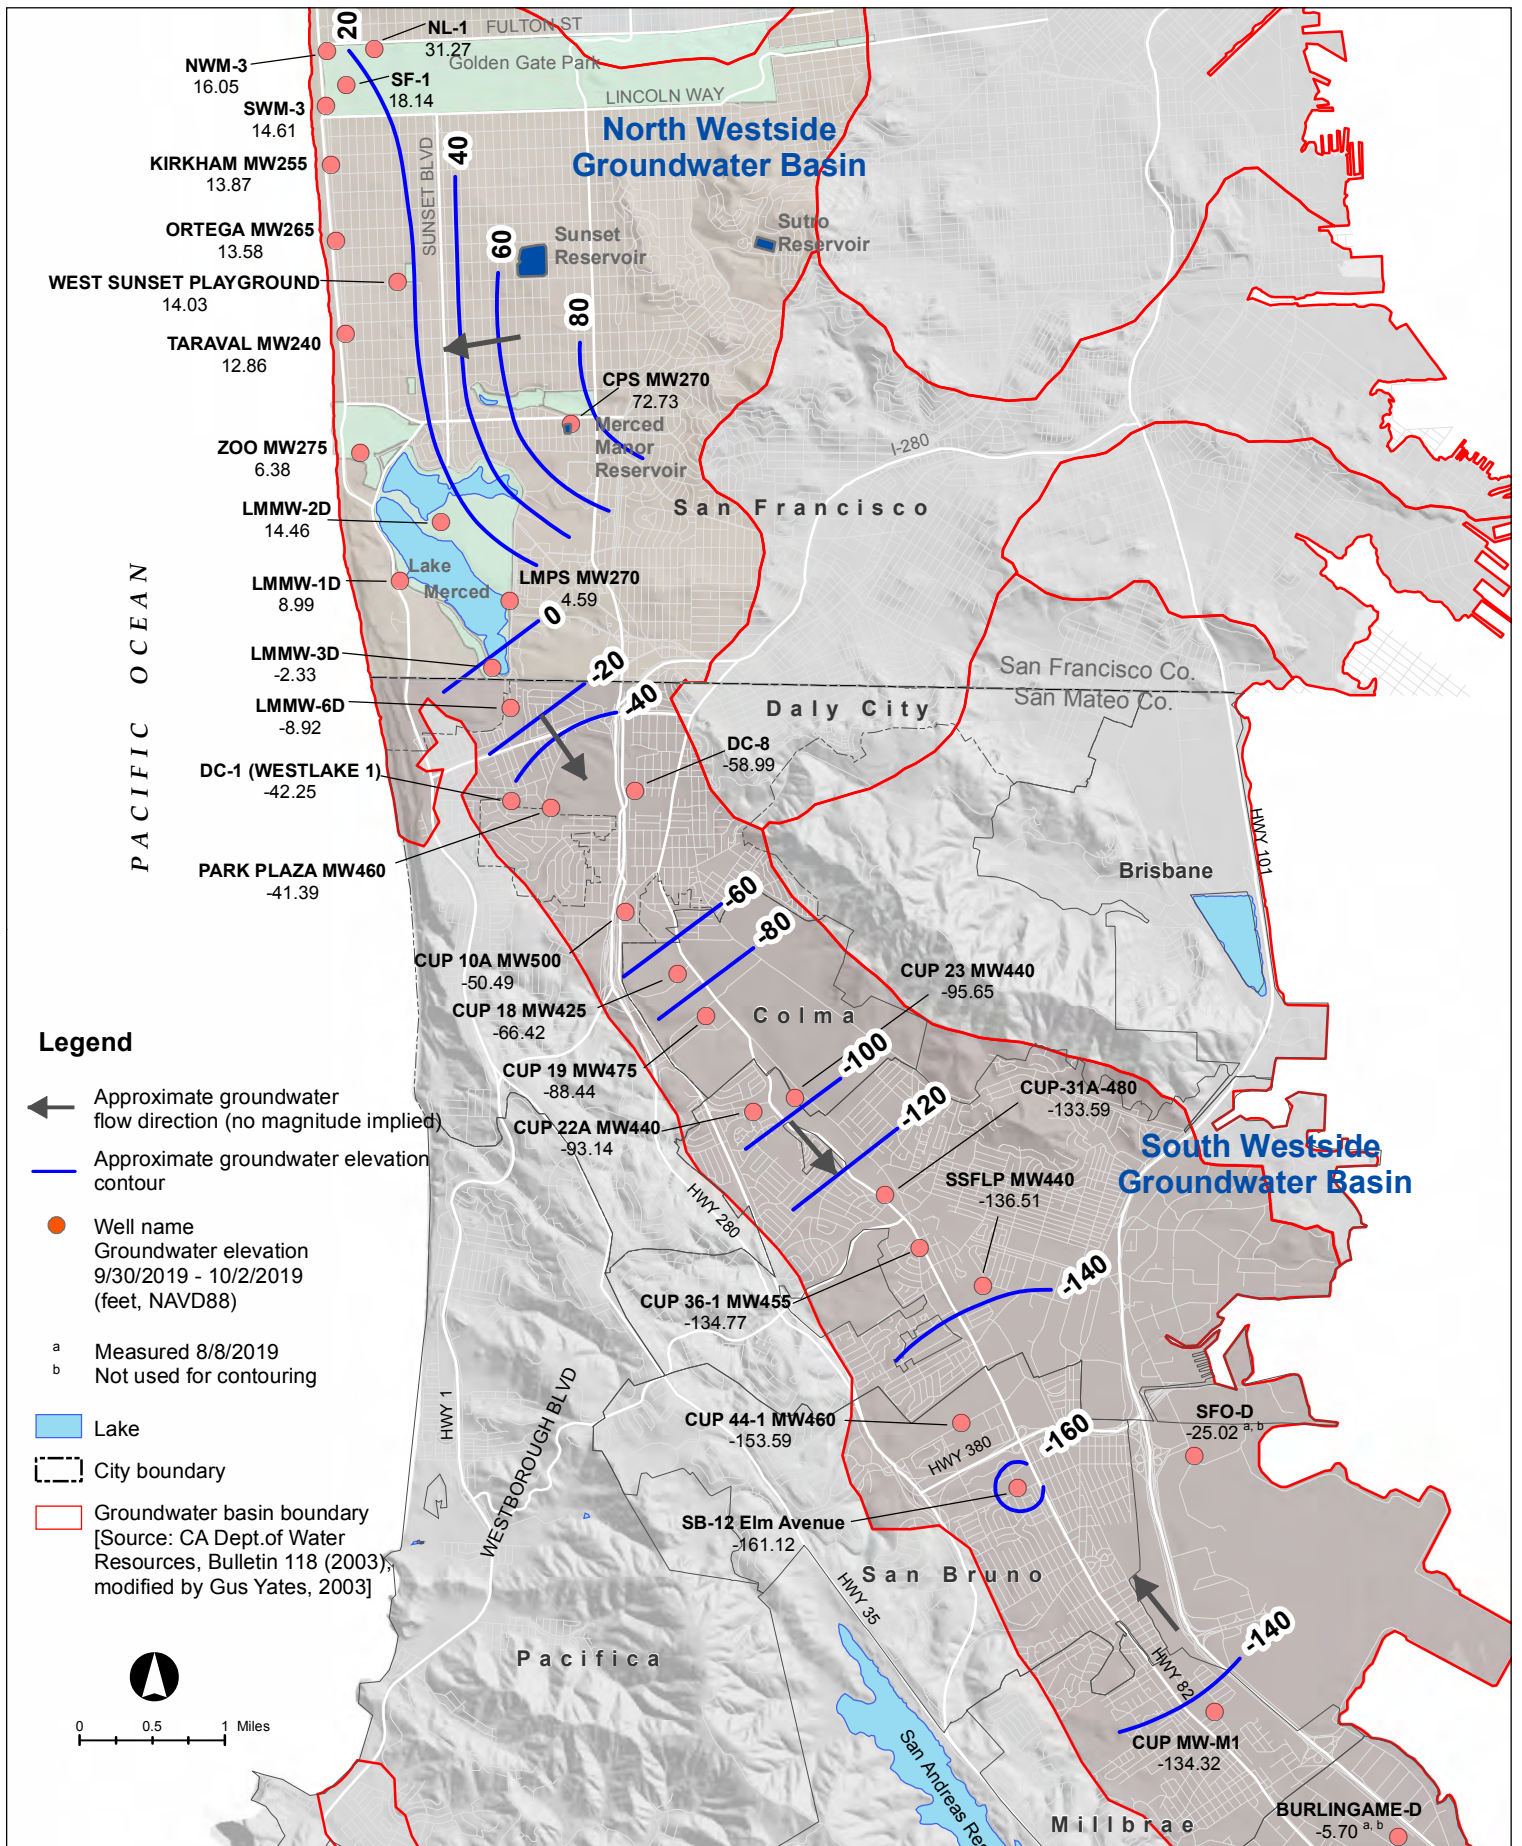 20
NL-1
31.27
FULTON ST
Golden Gate Park
NWM-3
16.05
SF-1
18.14
LINCOLN WAY
SWM-3
14.61
North Westside
Groundwater Basin
SUNSET BLVD
40
KIRKHAM MW255
13.87
ORTEGA MW265
13.58
60
Sunset
Reservoir
Sutro
Reservoir
WEST SUNSET PLAYGROUND
14.03
80
TARAVAL MW240
12.86
CPS MW270
72.73
Merced
Manor
Reservoir
I-280
ZOO MW275
6.38
San Francisco
LMMW-2D
14.46
Lake
Merced
LMMW-1D
8.99
LMPS MW270
4.59
0
PACIFIC OCEAN
LMMW-3D
-2.33
-20
San Francisco Co.
San Mateo Co.
-40
LMMW-6D
-8.92
Daly City
DC-8
-58.99
DC-1 (WESTLAKE 1)
-42.25
HWY 101
PARK PLAZA MW460
-41.39
Brisbane
-60
-80
CUP 10A MW500
-50.49
CUP 23 MW440
-95.65
CUP 18 MW425
-66.42
Colma
-100
CUP 19 MW475
-88.44
CUP-31A-480
-133.59
-120
CUP 22A MW440
-93.14
South Westside
Groundwater Basin
SSFLP MW440
-136.51
HWY 280
-140
CUP 36-1 MW455
-134.77
HWY 1
WESTBOROUGH BLVD
CUP 44-1 MW460
-153.59
SFO-D
-25.02 a, b
HWY 380
-160
SB-12 Elm Avenue
-161.12
San Bruno
HWY 35
-140
HWY 82
Pacifica
San Andreas Res
CUP MW-M1
-134.32
BURLINGAME-D
-5.70 a, b
Millbrae
Legend
Approximate groundwater
flow direction (no magnitude implied)
Approximate groundwater elevation
contour
Well name
Groundwater elevation
9/30/2019 - 10/2/2019
(feet, NAVD88)
a Measured 8/8/2019
b Not used for contouring
Lake
City boundary
Groundwater basin boundary
[Source: CA Dept.of Water
Resources, Bulletin 118 (2003),
modified by Gus Yates, 2003]
0 0.5 1 Miles